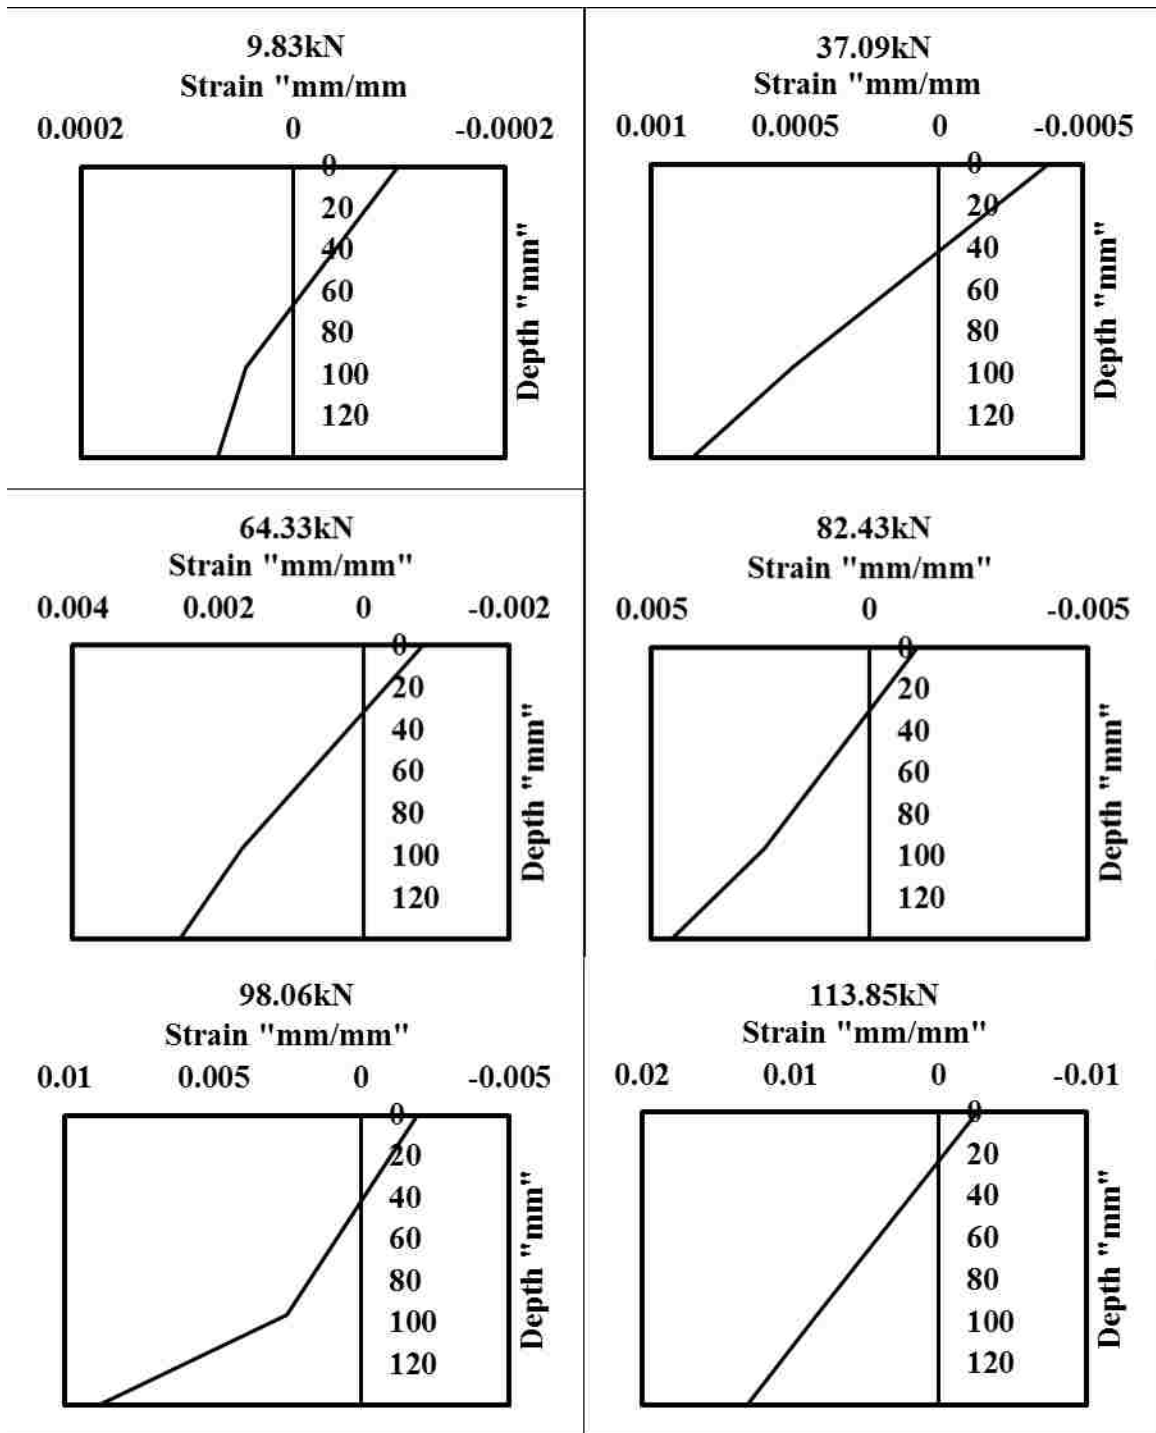 9.83kN
Strain "mm/mm
0.0002 0 -0.0002
0
20
40
60
80
100
120
Depth "mm"
37.09kN
Strain "mm/mm
0.001 0.0005 0 -0.0005
0
20
40
60
80
100
120
Depth "mm"
64.33kN
Strain "mm/mm"
0.004 0.002 0 -0.002
0
20
40
60
80
100
120
Depth "mm"
82.43kN
Strain "mm/mm"
0.005 0 -0.005
0
20
40
60
80
100
120
Depth "mm"
98.06kN
Strain "mm/mm"
0.01 0.005 0 -0.005
0
20
40
60
80
100
120
Depth "mm"
113.85kN
Strain "mm/mm"
0.02 0.01 0 -0.01
0
20
40
60
80
100
120
Depth "mm"